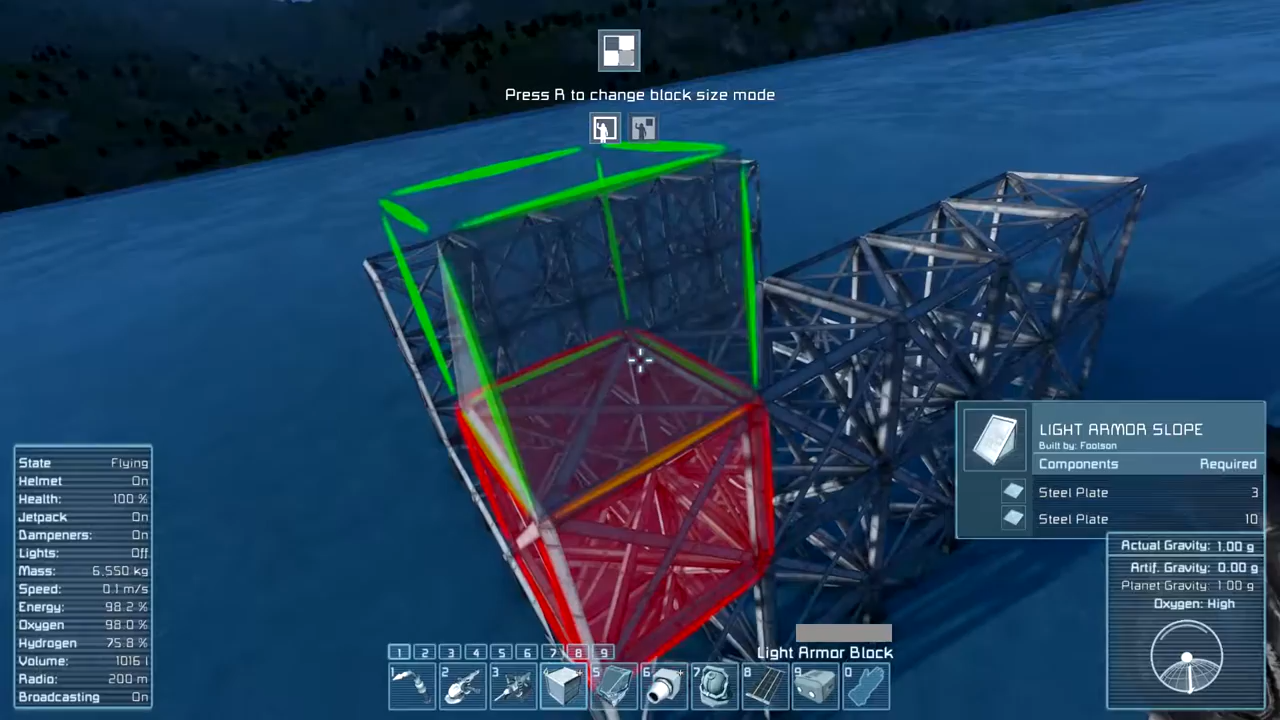 Press R to change block size mode
LIGHT ARMOR SLOPE
Built by: Foolson
Components Required
Steel Plate 3
Steel Plate 10
State Flying
Helmet On
Health: 100 %
Jetpack On
Dampeners: On
Lights: Off
Mass: 6,550 kg
Speed: 0.1 m/s
Energy: 98.2 %
Oxygen 98.0 %
Hydrogen 75.8 %
Volume: 1016 l
Radio: 200 m
Broadcasting On
Actual Gravity: 1.00 g
Artif. Gravity: 0.00 g
Planet Gravity: 1.00 g
Oxygen: High
Light Armor Block
1 2 3 4 5 6 7 8 9
1 2 3 5 6 7 8 9 0